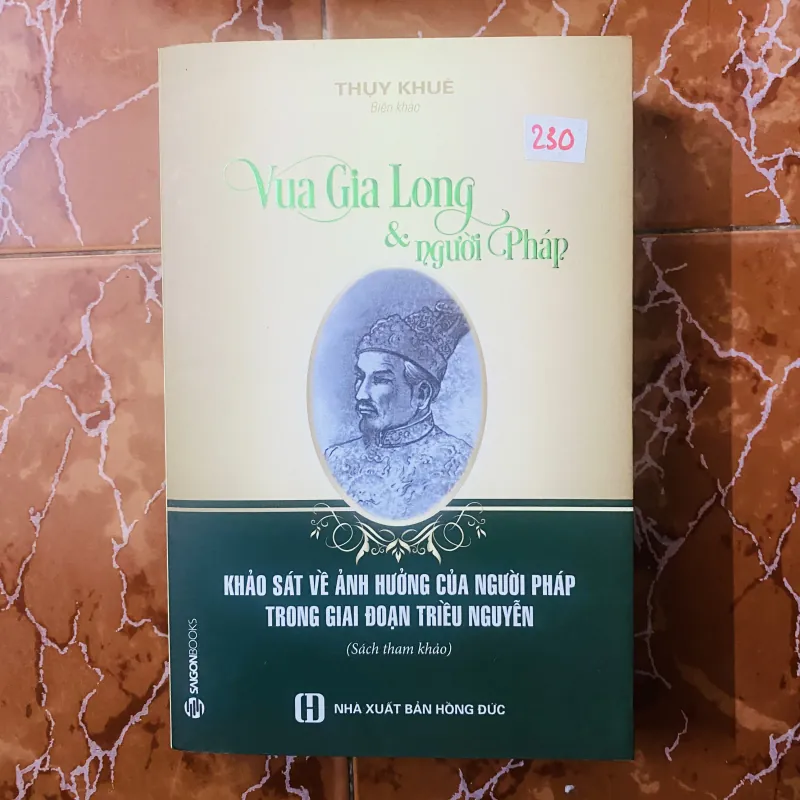 THỤY KHUÊ
Biên khảo
230
Vua Gia Long
& người Pháp
KHẢO SÁT VỀ ẢNH HƯỞNG CỦA NGƯỜI PHÁP
TRONG GIAI ĐOẠN TRIỀU NGUYỄN
(Sách tham khảo)
SAIGONBOOKS
NHÀ XUẤT BẢN HỒNG ĐỨC